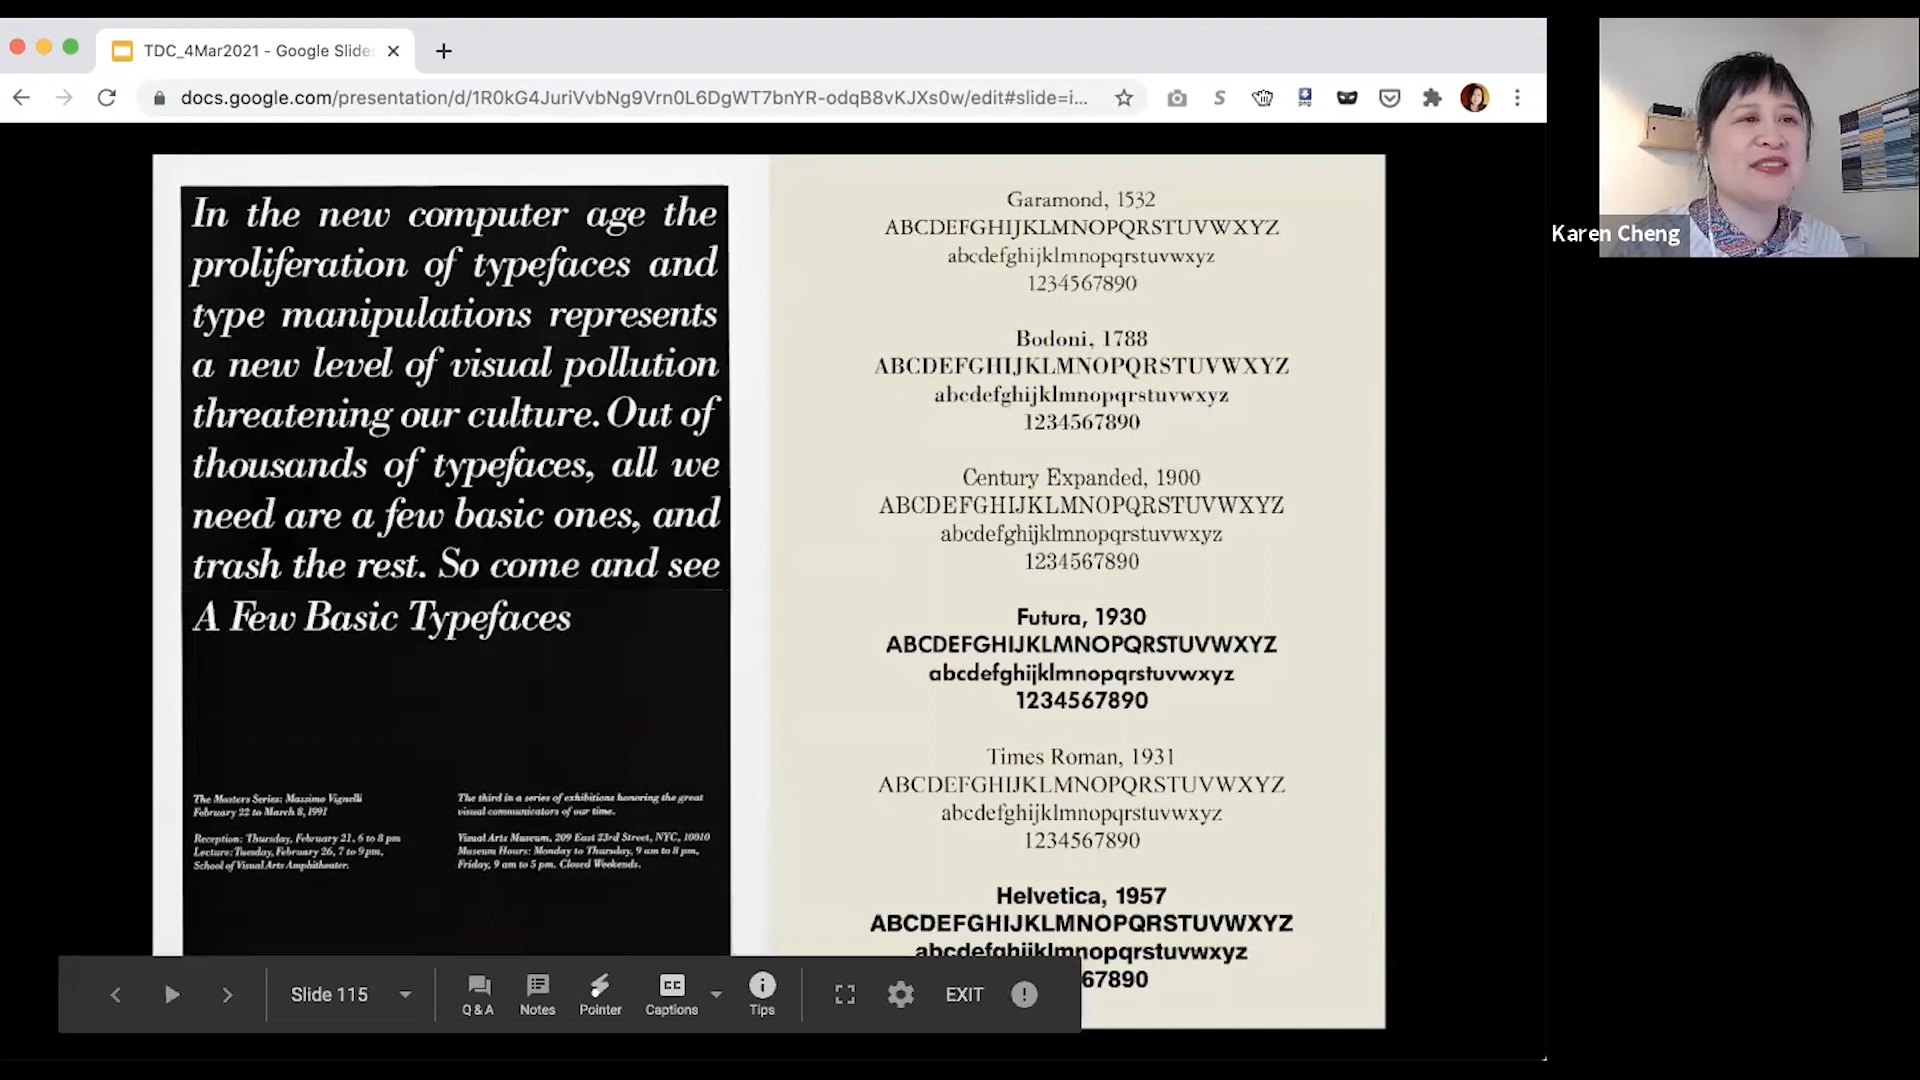 TDC_4Mar2021 - Google Slide
docs.google.com/presentation/d/1R0kG4JuriVvbNg9Vrn0L6DgWT7bnYR-odqB8vKJXs0w/edit#slide=i...
In the new computer age the
proliferation of typefaces and
type manipulations represents
a new level of visual pollution
threatening our culture. Out of
thousands of typefaces, all we
need are a few basic ones, and
trash the rest. So come and see
A Few Basic Typefaces
The Masters Series: Massimo Vignelli
February 22 to March 8, 1991
Reception: Thursday, February 21, 6 to 8 pm
Lecture: Tuesday, February 26, 7 to 9 pm,
School of Visual Arts Amphitheater.
The third in a series of exhibitions honoring the great
visual communicators of our time.
Visual Arts Museum, 209 East 23rd Street, NYC, 10010
Museum Hours: Monday to Thursday, 9 am to 8 pm,
Friday, 9 am to 5 pm. Closed Weekends.
Garamond, 1532
ABCDEFGHIJKLMNOPQRSTUVWXYZ
abcdefghijklmnopqrstuvwxyz
1234567890
Bodoni, 1788
ABCDEFGHIJKLMNOPQRSTUVWXYZ
abcdefghijklmnopqrstuvwxyz
1234567890
Century Expanded, 1900
ABCDEFGHIJKLMNOPQRSTUVWXYZ
abcdefghijklmnopqrstuvwxyz
1234567890
Futura, 1930
ABCDEFGHIJKLMNOPQRSTUVWXYZ
abcdefghijklmnopqrstuvwxyz
1234567890
Times Roman, 1931
ABCDEFGHIJKLMNOPQRSTUVWXYZ
abcdefghijklmnopqrstuvwxyz
1234567890
Helvetica, 1957
ABCDEFGHIJKLMNOPQRSTUVWXYZ
abcdefghijklmnopqrstuvwxyz
67890
Slide 115
Q & A
Notes
Pointer
CC
Captions
Tips
EXIT
Karen Cheng